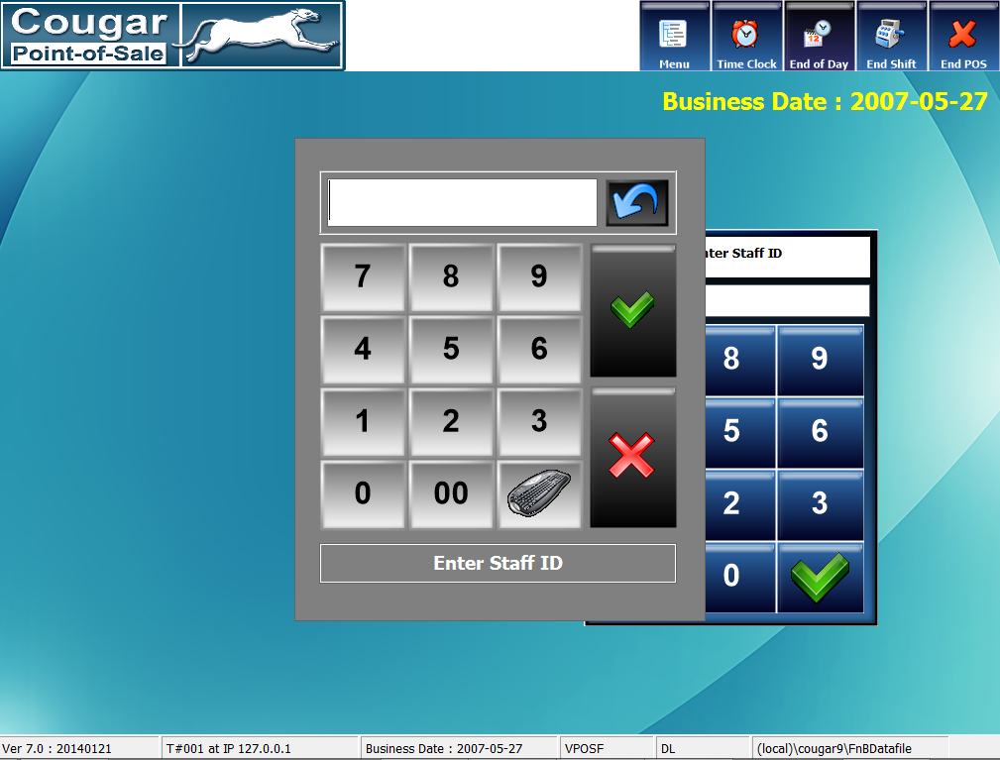 Cougar
Point-of-Sale
Menu
Time Clock
12
End of Day
End Shift
End POS
Business Date : 2007-05-27
7 8 9
4 5 6
1 2 3
0 00
Enter Staff ID
nter Staff ID
8 9
5 6
2 3
0
Ver 7.0 : 20140121
T#001 at IP 127.0.0.1
Business Date : 2007-05-27
VPOSF
DL
(local)\cougar9\FnBDatafile